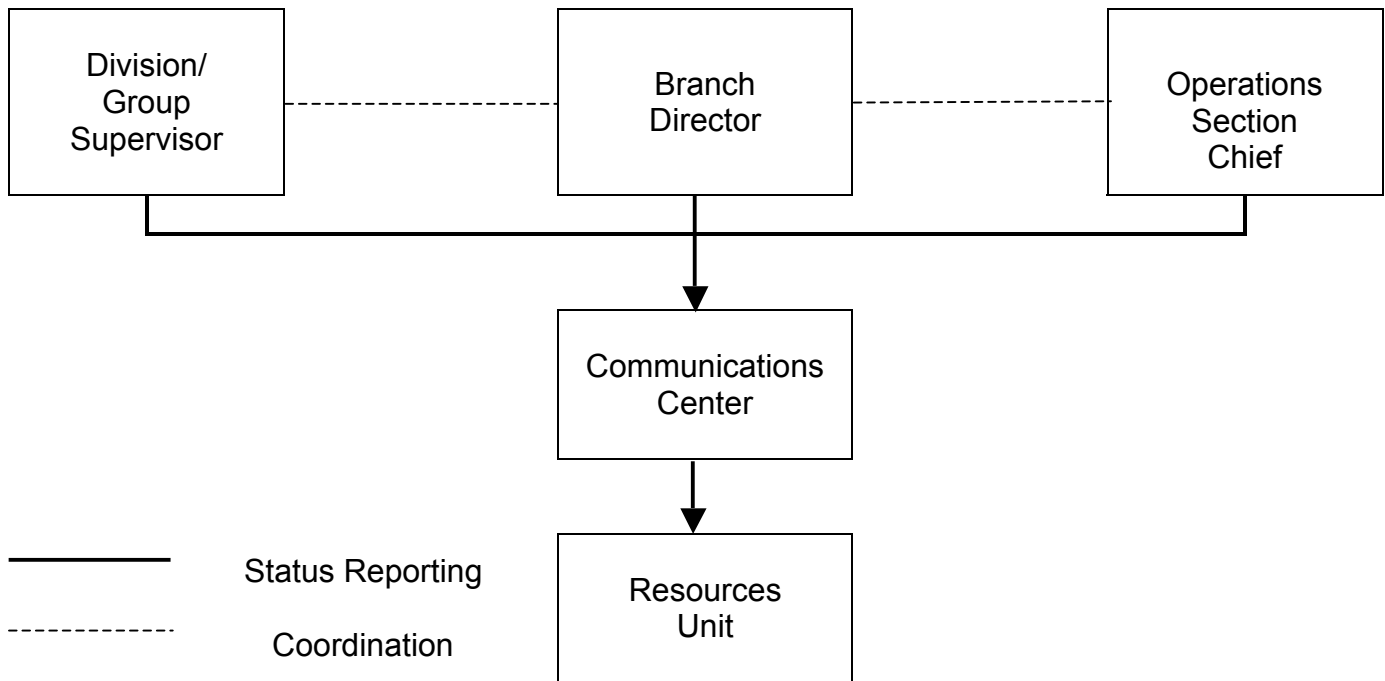 Division/
Group
Supervisor
Branch
Director
Operations
Section
Chief
Communications
Center
Resources
Unit
Status Reporting
Coordination